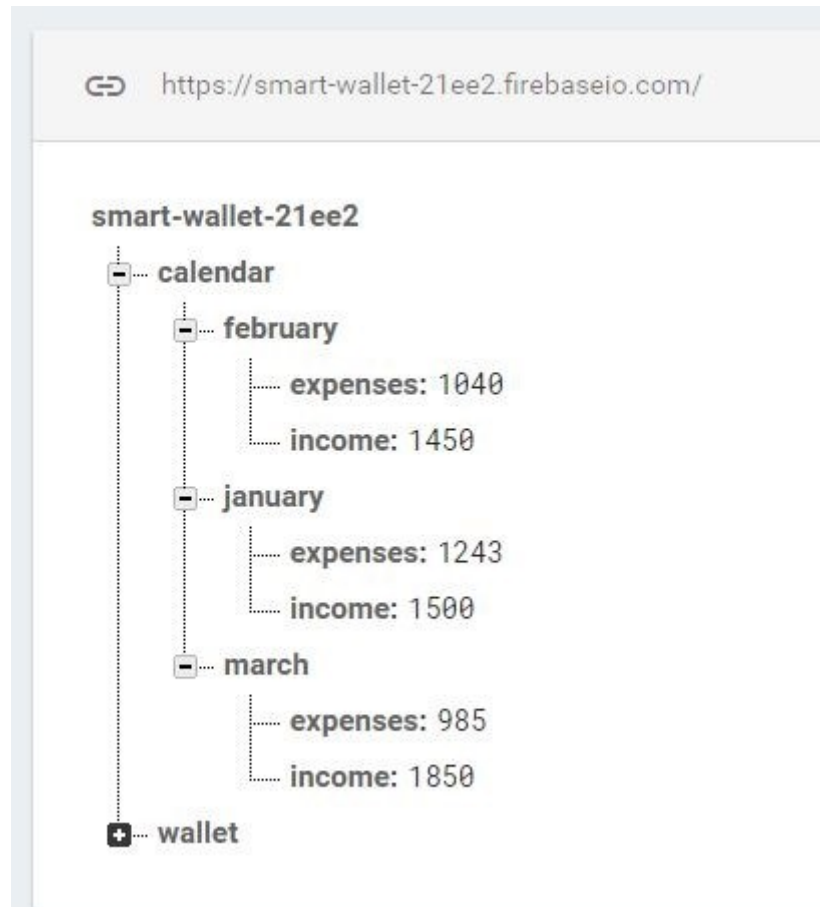 https://smart-wallet-21ee2.firebaseio.com/
smart-wallet-21ee2
calendar
february
expenses: 1040
income: 1450
january
expenses: 1243
income: 1500
march
expenses: 985
income: 1850
wallet